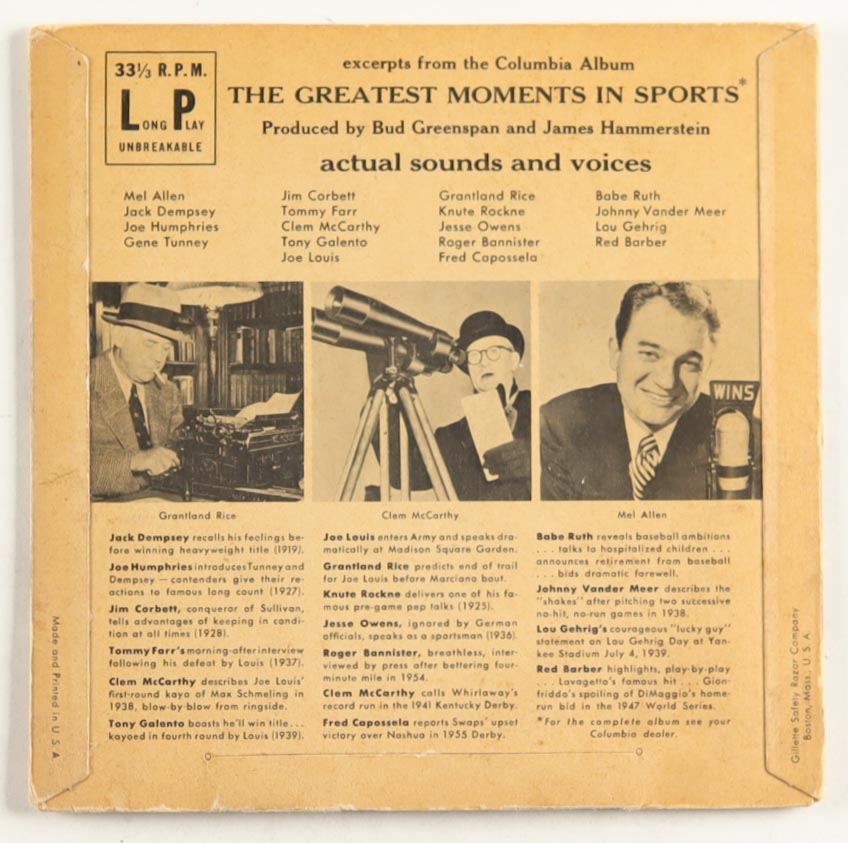 33⅓ R.P.M.
LONG PLAY
UNBREAKABLE
excerpts from the Columbia Album
THE GREATEST MOMENTS IN SPORTS*
Produced by Bud Greenspan and James Hammerstein
actual sounds and voices
Mel Allen
Jack Dempsey
Joe Humphries
Gene Tunney
Jim Corbett
Tommy Farr
Clem McCarthy
Tony Galento
Joe Louis
Grantland Rice
Knute Rockne
Jesse Owens
Roger Bannister
Fred Capossela
Babe Ruth
Johnny Vander Meer
Lou Gehrig
Red Barber
WINS
Grantland Rice
Clem McCarthy
Mel Allen
Jack Dempsey recalls his feelings be-
fore winning heavyweight title (1919).
Joe Humphries introduces Tunney and
Dempsey — contenders give their re-
actions to famous long count (1927).
Jim Corbett, conqueror of Sullivan,
tells advantages of keeping in condi-
tion at all times (1928).
Tommy Farr's morning-after interview
following his defeat by Louis (1937).
Clem McCarthy describes Joe Louis'
first-round kayo of Max Schmeling in
1938, blow-by-blow from ringside.
Tony Galento boasts he'll win title...
kayoed in fourth round by Louis (1939).
Joe Louis enters Army and speaks dra-
matically at Madison Square Garden.
Grantland Rice predicts end of trail
for Joe Louis before Marciano bout.
Knute Rockne delivers one of his fa-
mous pre-game pep talks (1925).
Jesse Owens, ignored by German
officials, speaks as a sportsman (1936).
Roger Bannister, breathless, inter-
viewed by press after bettering four-
minute mile in 1954.
Clem McCarthy calls Whirlaway's
record run in the 1941 Kentucky Derby.
Fred Capossela reports Swaps' upset
victory over Nashua in 1955 Derby.
Babe Ruth reveals baseball ambitions
... talks to hospitalized children ...
announces retirement from baseball
... bids dramatic farewell.
Johnny Vander Meer describes the
"shakes" after pitching two successive
no-hit, no-run games in 1938.
Lou Gehrig's courageous "lucky guy"
statement on Lou Gehrig Day at Yan-
kee Stadium July 4, 1939.
Red Barber highlights, play-by-play
... Lavagetto's famous hit ... Gion-
friddo's spoiling of DiMaggio's home-
run bid in the 1947 World Series.
*For the complete album see your
Columbia dealer.
Made and Printed in U.S.A.
Gillette Safety Razor Company
Boston, Mass., U.S.A.